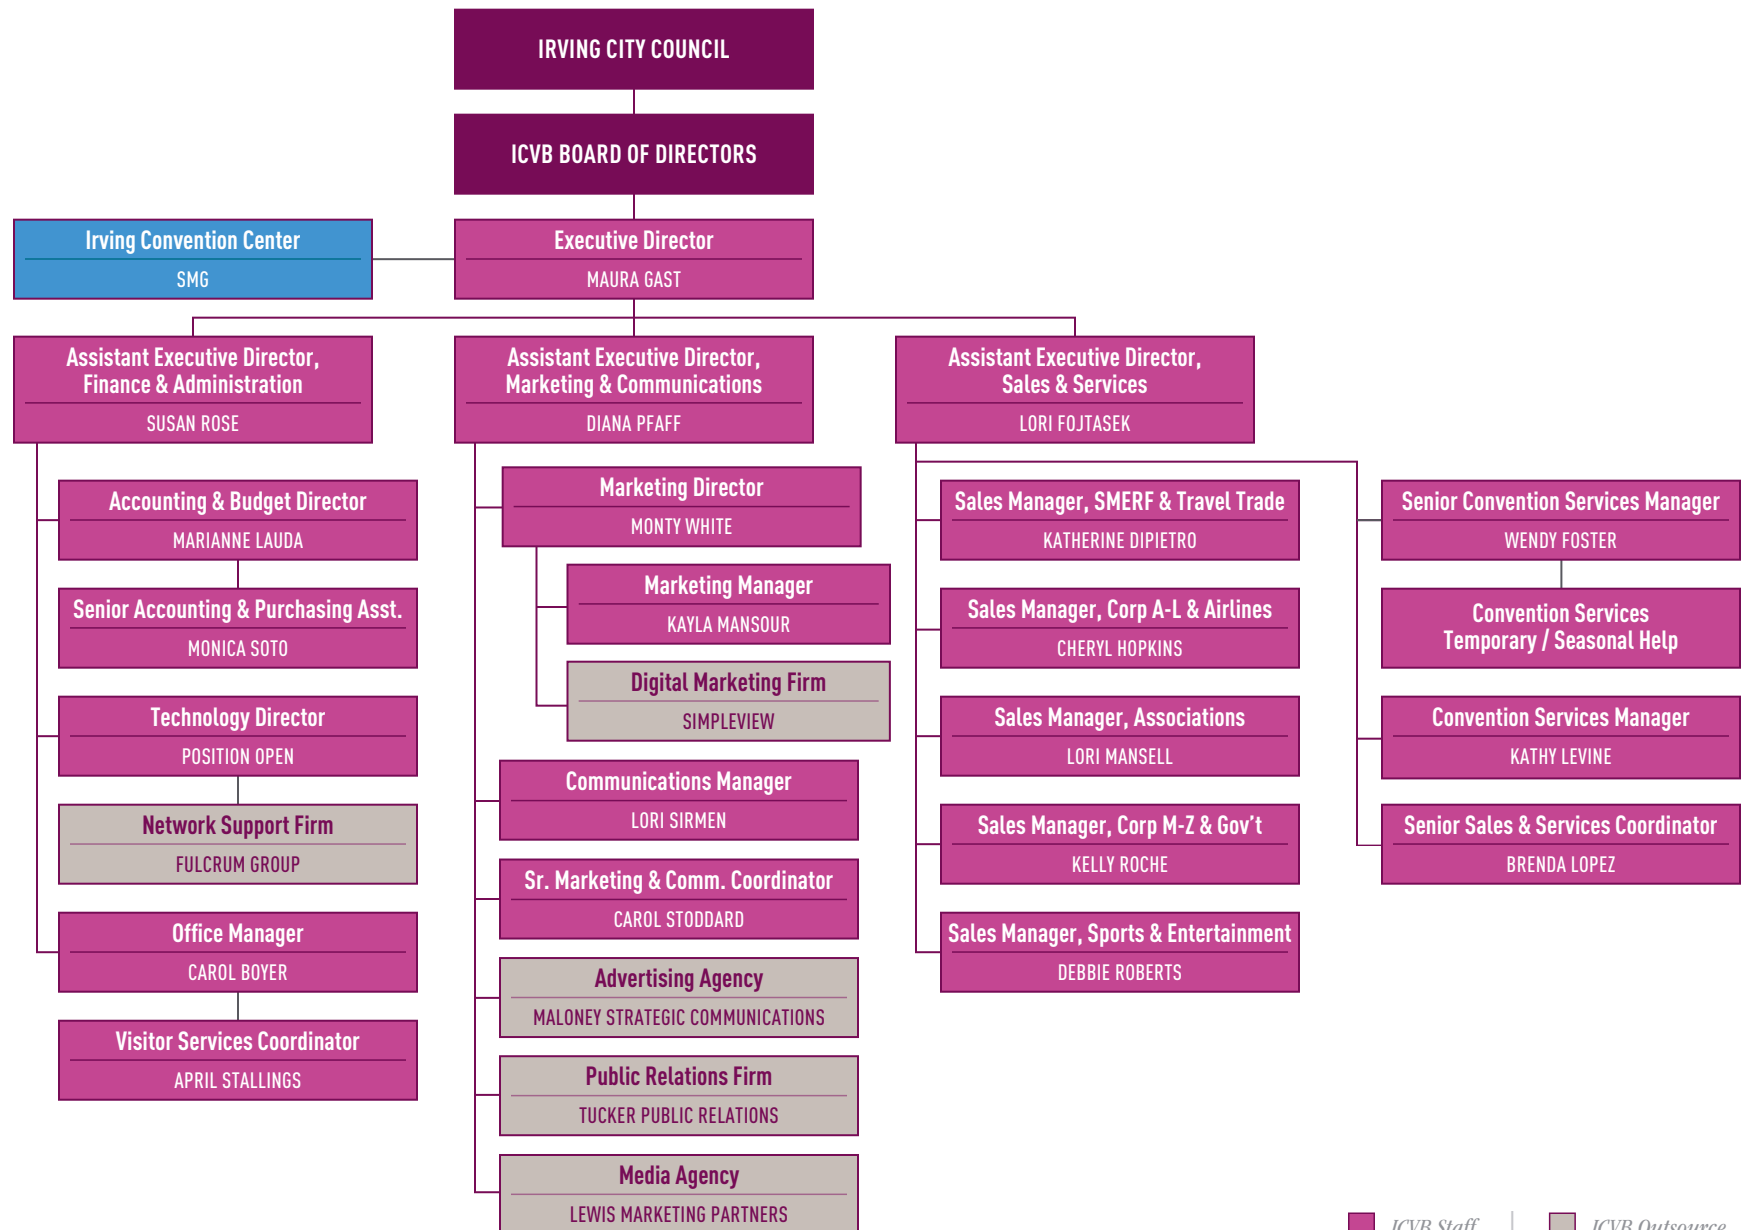 IRVING CITY COUNCIL
ICVB BOARD OF DIRECTORS
Irving Convention Center
SMG
Executive Director
MAURA GAST
Assistant Executive Director,
Finance & Administration
SUSAN ROSE
Assistant Executive Director,
Marketing & Communications
DIANA PFAFF
Assistant Executive Director,
Sales & Services
LORI FOJTASEK
Accounting & Budget Director
MARIANNE LAUDA
Senior Accounting & Purchasing Asst.
MONICA SOTO
Technology Director
POSITION OPEN
Network Support Firm
FULCRUM GROUP
Office Manager
CAROL BOYER
Visitor Services Coordinator
APRIL STALLINGS
Marketing Director
MONTY WHITE
Marketing Manager
KAYLA MANSOUR
Digital Marketing Firm
SIMPLEVIEW
Communications Manager
LORI SIRMEN
Sr. Marketing & Comm. Coordinator
CAROL STODDARD
Advertising Agency
MALONEY STRATEGIC COMMUNICATIONS
Public Relations Firm
TUCKER PUBLIC RELATIONS
Media Agency
LEWIS MARKETING PARTNERS
Sales Manager, SMERF & Travel Trade
KATHERINE DIPIETRO
Sales Manager, Corp A-L & Airlines
CHERYL HOPKINS
Sales Manager, Associations
LORI MANSELL
Sales Manager, Corp M-Z & Gov’t
KELLY ROCHE
Sales Manager, Sports & Entertainment
DEBBIE ROBERTS
Senior Convention Services Manager
WENDY FOSTER
Convention Services
Temporary / Seasonal Help
Convention Services Manager
KATHY LEVINE
Senior Sales & Services Coordinator
BRENDA LOPEZ
ICVB Staff
ICVB Outsource